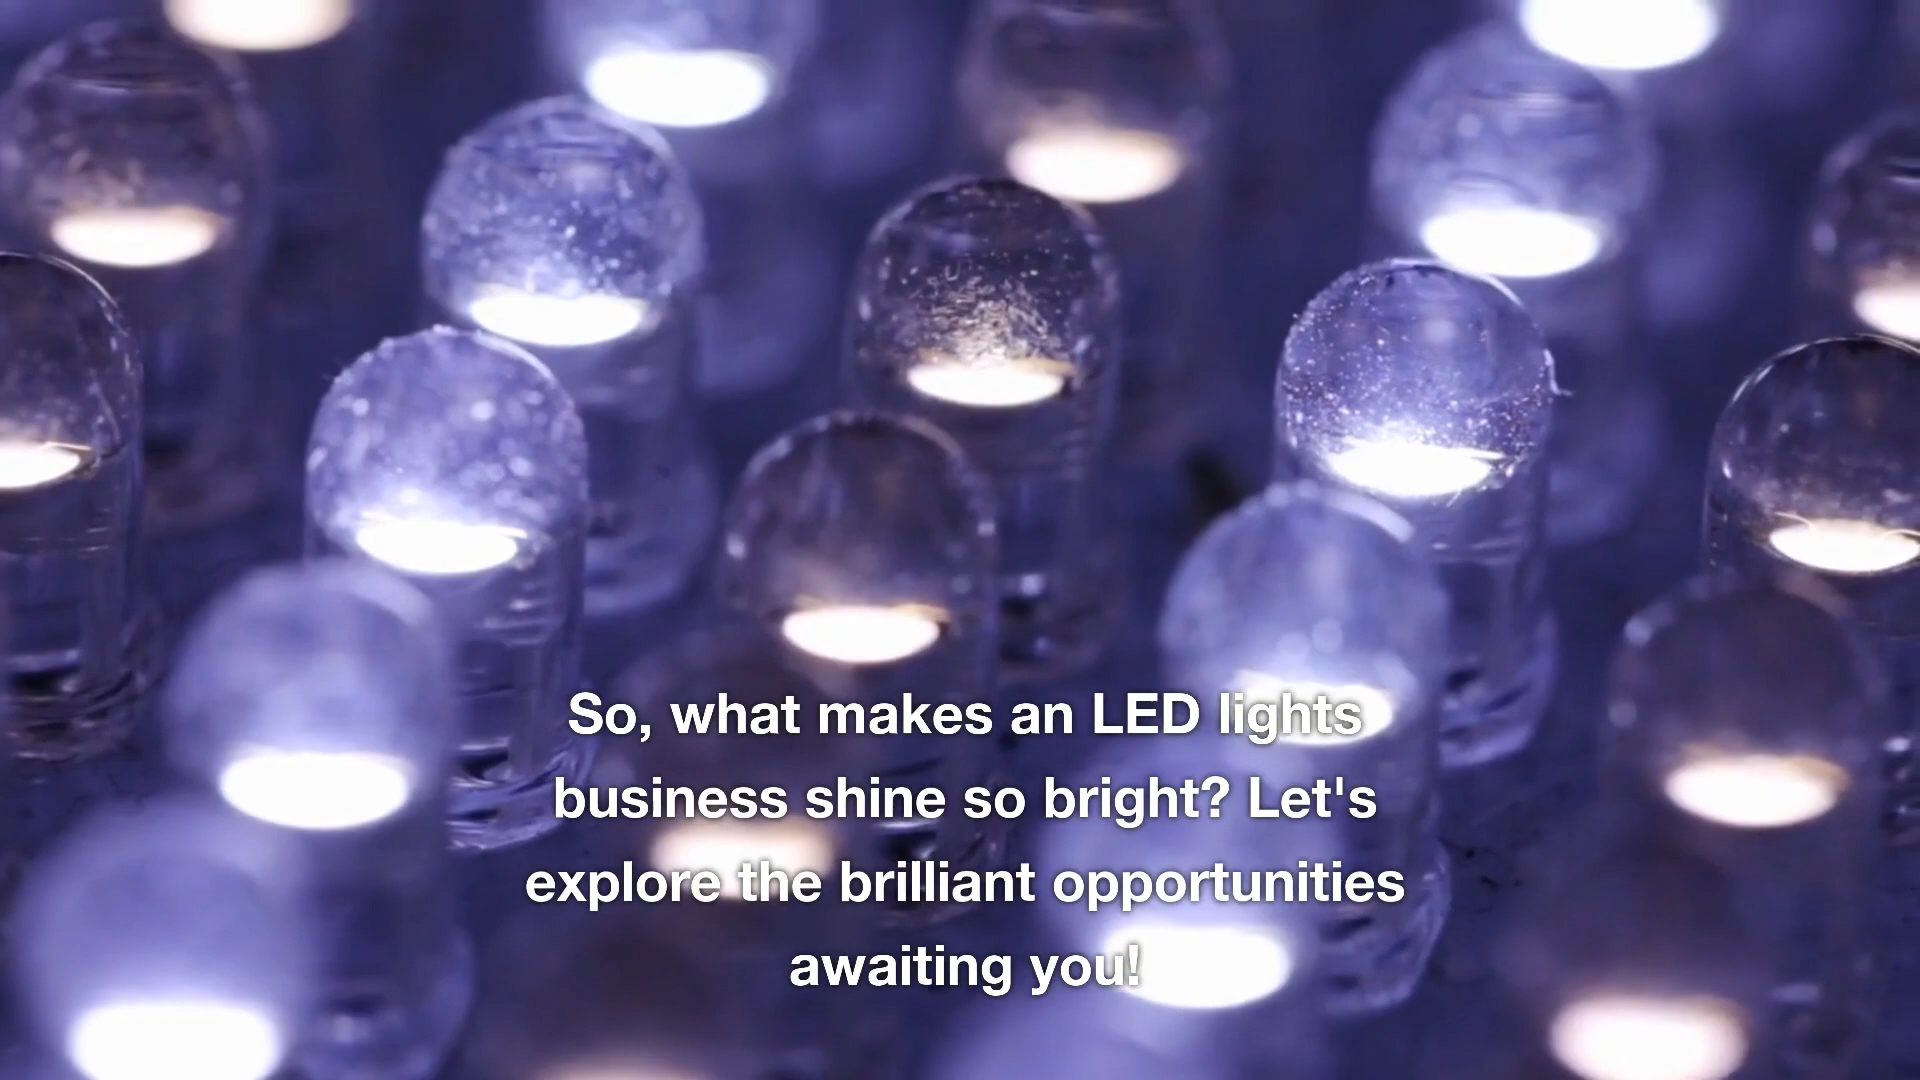 So, what makes an LED lights
business shine so bright? Let's
explore the brilliant opportunities
awaiting you!